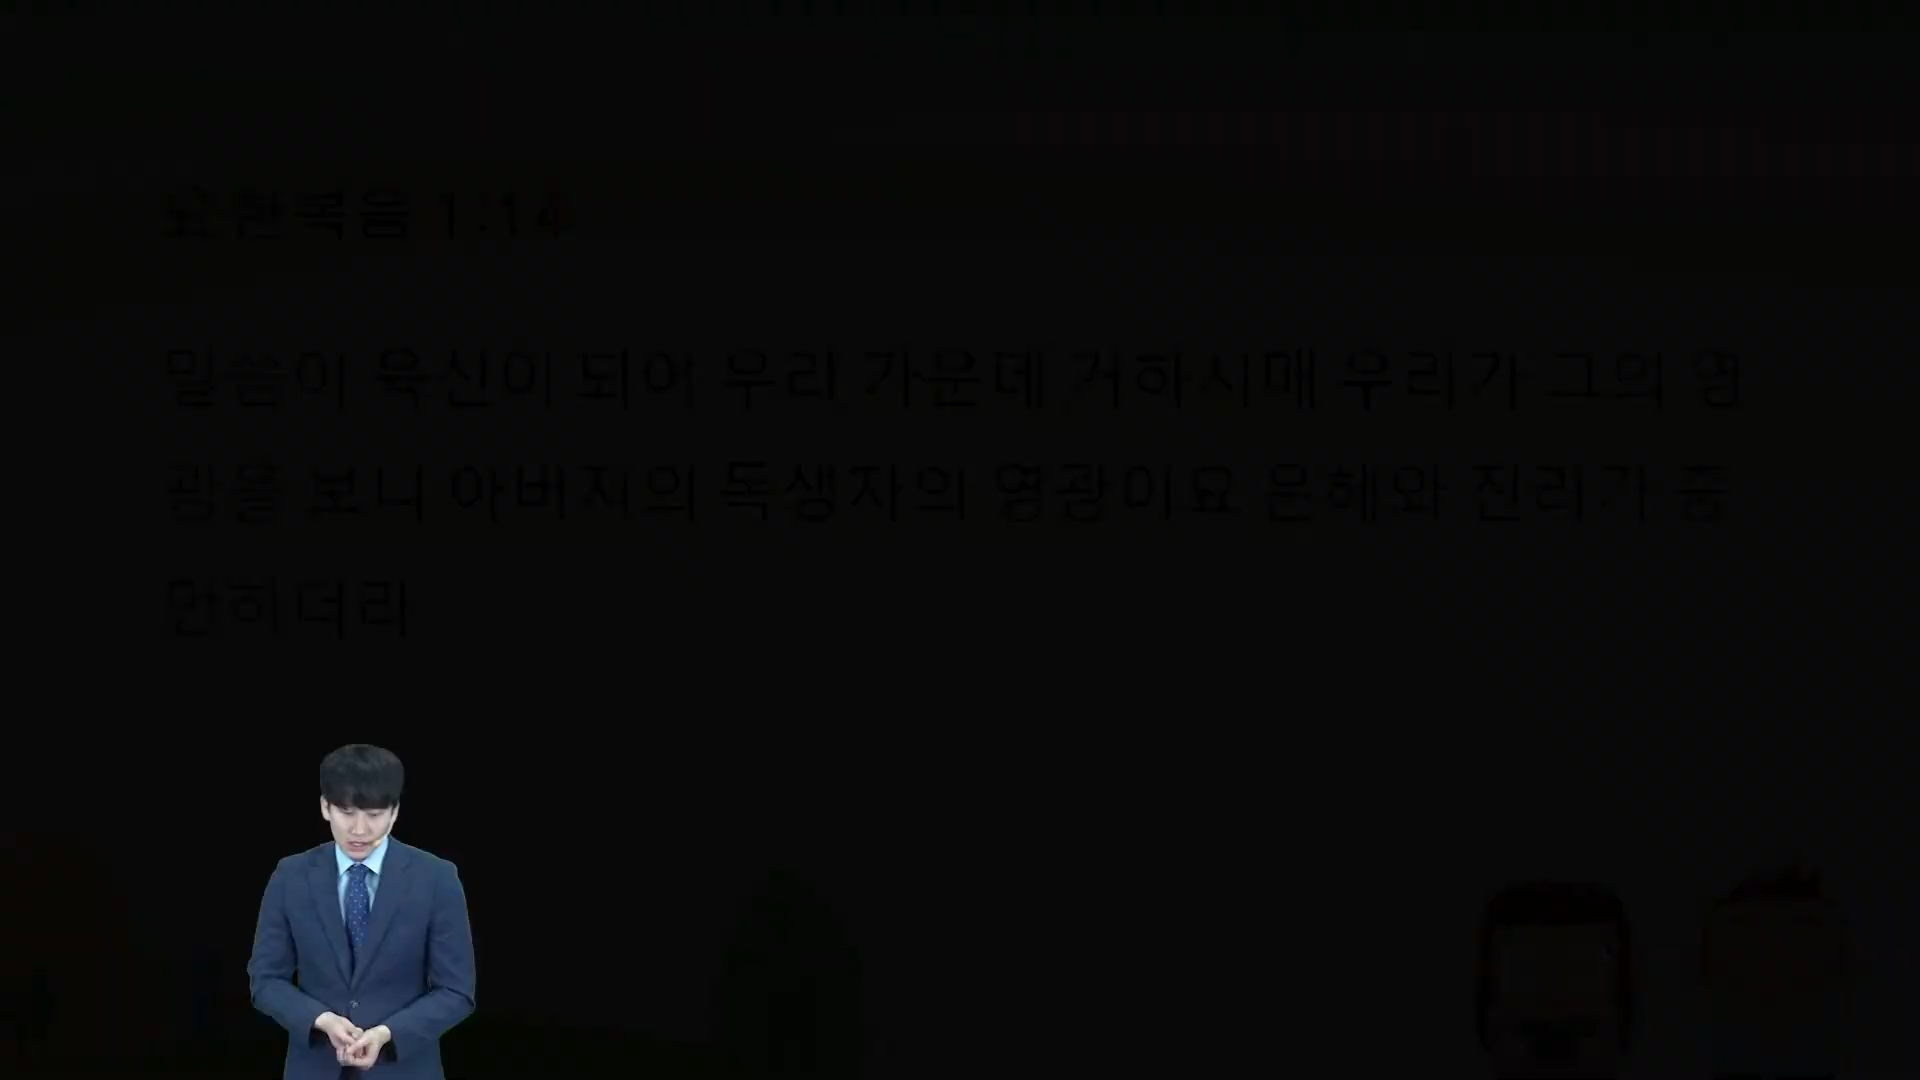 요한복음 1:14
말씀이 육신이 되어 우리 가운데 거하시매 우리가 그의 영
광을 보니 아버지의 독생자의 영광이요 은혜와 진리가 충
만하더라